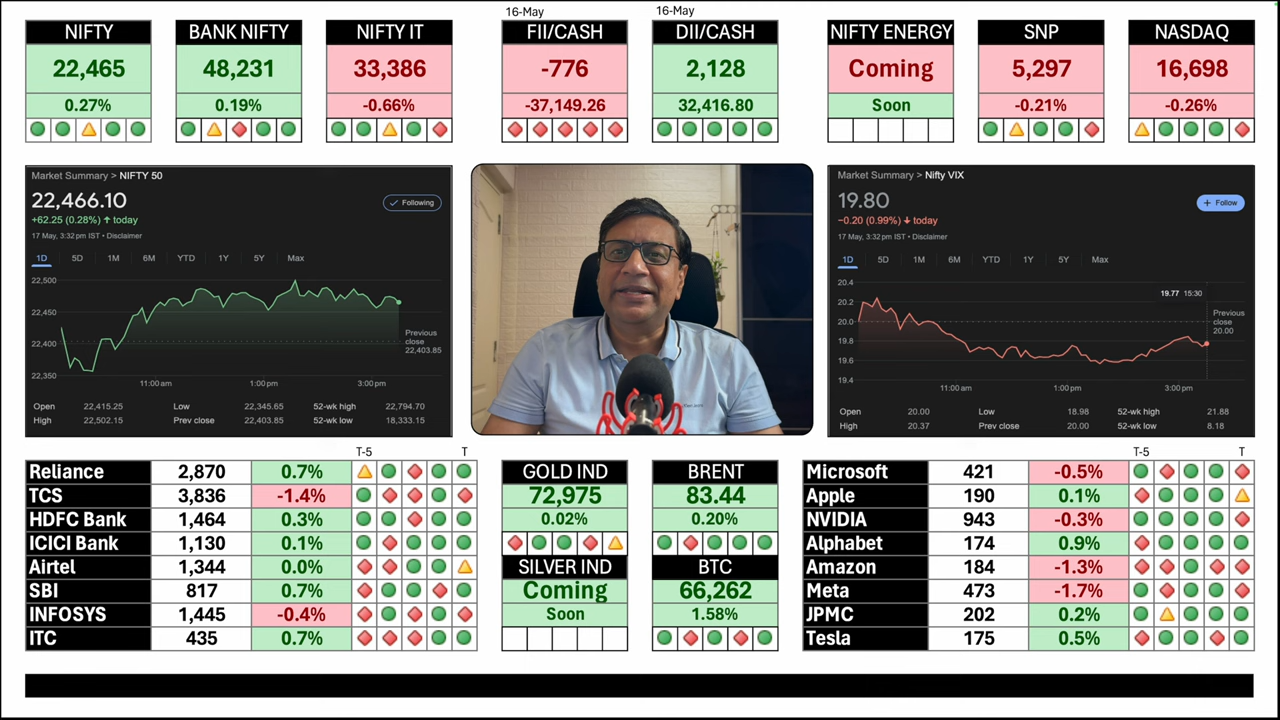 16-May
16-May
NIFTY BANK NIFTY NIFTY IT FII/CASH DII/CASH NIFTY ENERGY SNP NASDAQ
22,465 48,231 33,386 -776 2,128 Coming 5,297 16,698
0.27% 0.19% -0.66% -37,149.26 32,416.80 Soon -0.21% -0.26%
Market Summary > NIFTY 50
22,466.10
Following
+62.25 (0.28%) ↑ today
17 May, 3:32 pm IST • Disclaimer
1D 5D 1M 6M YTD 1Y 5Y Max
22,500
22,450
22,400
22,350
Previous
close
22,403.85
11:00 am 1:00 pm 3:00 pm
Open 22,415.25 Low 22,345.65 52-wk high 22,794.70
High 22,502.15 Prev close 22,403.85 52-wk low 18,333.15
Market Summary > Nifty VIX
19.80
+ Follow
−0.20 (0.99%) ↓ today
17 May, 3:32 pm IST • Disclaimer
1D 5D 1M 6M YTD 1Y 5Y Max
20.4
20.2
20.0
19.8
19.6
19.4
19.77 15:30
Previous
close
20.00
11:00 am 1:00 pm 3:00 pm
Open 20.00 Low 18.98 52-wk high 21.88
High 20.37 Prev close 20.00 52-wk low 8.18
T-5 T
Reliance 2,870 0.7%
TCS 3,836 -1.4%
HDFC Bank 1,464 0.3%
ICICI Bank 1,130 0.1%
Airtel 1,344 0.0%
SBI 817 0.7%
INFOSYS 1,445 -0.4%
ITC 435 0.7%
GOLD IND BRENT
72,975 83.44
0.02% 0.20%
SILVER IND BTC
Coming 66,262
Soon 1.58%
T-5 T
Microsoft 421 -0.5%
Apple 190 0.1%
NVIDIA 943 -0.3%
Alphabet 174 0.9%
Amazon 184 -1.3%
Meta 473 -1.7%
JPMC 202 0.2%
Tesla 175 0.5%